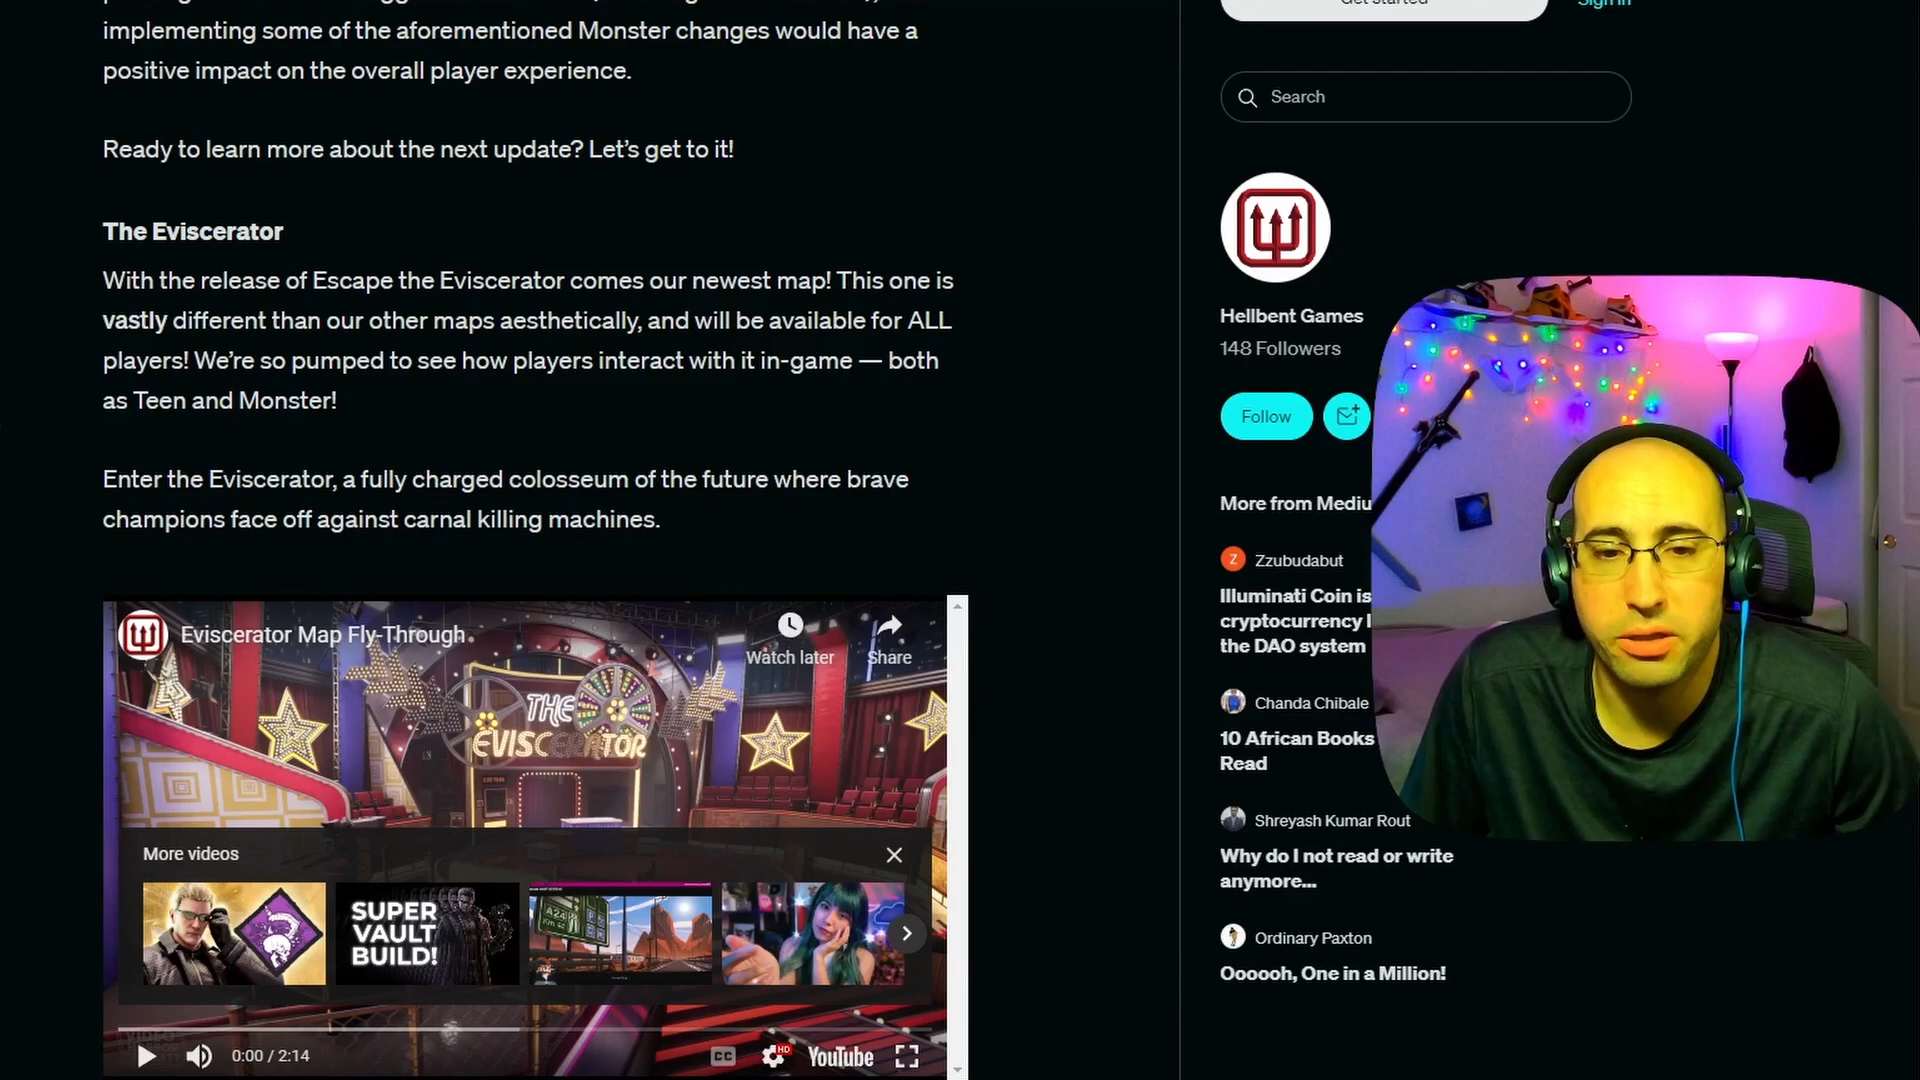 implementing some of the aforementioned Monster changes would have a
positive impact on the overall player experience.
Ready to learn more about the next update? Let's get to it!
The Eviscerator
With the release of Escape the Eviscerator comes our newest map! This one is
vastly different than our other maps aesthetically, and will be available for ALL
players! We're so pumped to see how players interact with it in-game — both
as Teen and Monster!
Enter the Eviscerator, a fully charged colosseum of the future where brave
champions face off against carnal killing machines.
Eviscerator Map Fly-Through
Watch later
Share
THE
EVISCERATOR
More videos
SUPER
VAULT
BUILD!
A24
0:00 / 2:14
CC
HD
YouTube
Get started
Sign in
Search
Hellbent Games
148 Followers
Follow
More from Mediu
Z
Zzubudabut
Illuminati Coin is
cryptocurrency
the DAO system
Chanda Chibale
10 African Books
Read
Shreyash Kumar Rout
Why do I not read or write
anymore...
Ordinary Paxton
Oooooh, One in a Million!